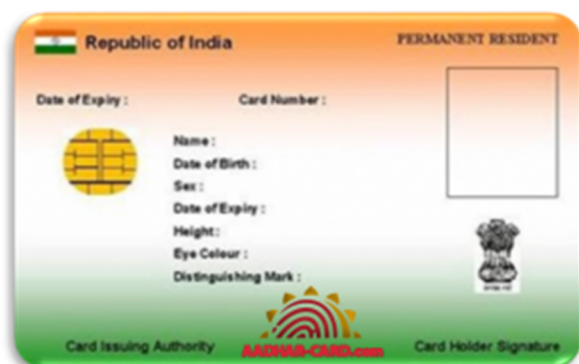 Republic of India
PERMANENT RESIDENT
Date of Expiry :
Card Number :
Name :
Date of Birth :
Sex :
Date of Expiry :
Height :
Eye Colour :
Distinguishing Mark :
AADHAR-CARD.com
Card Issuing Authority
Card Holder Signature